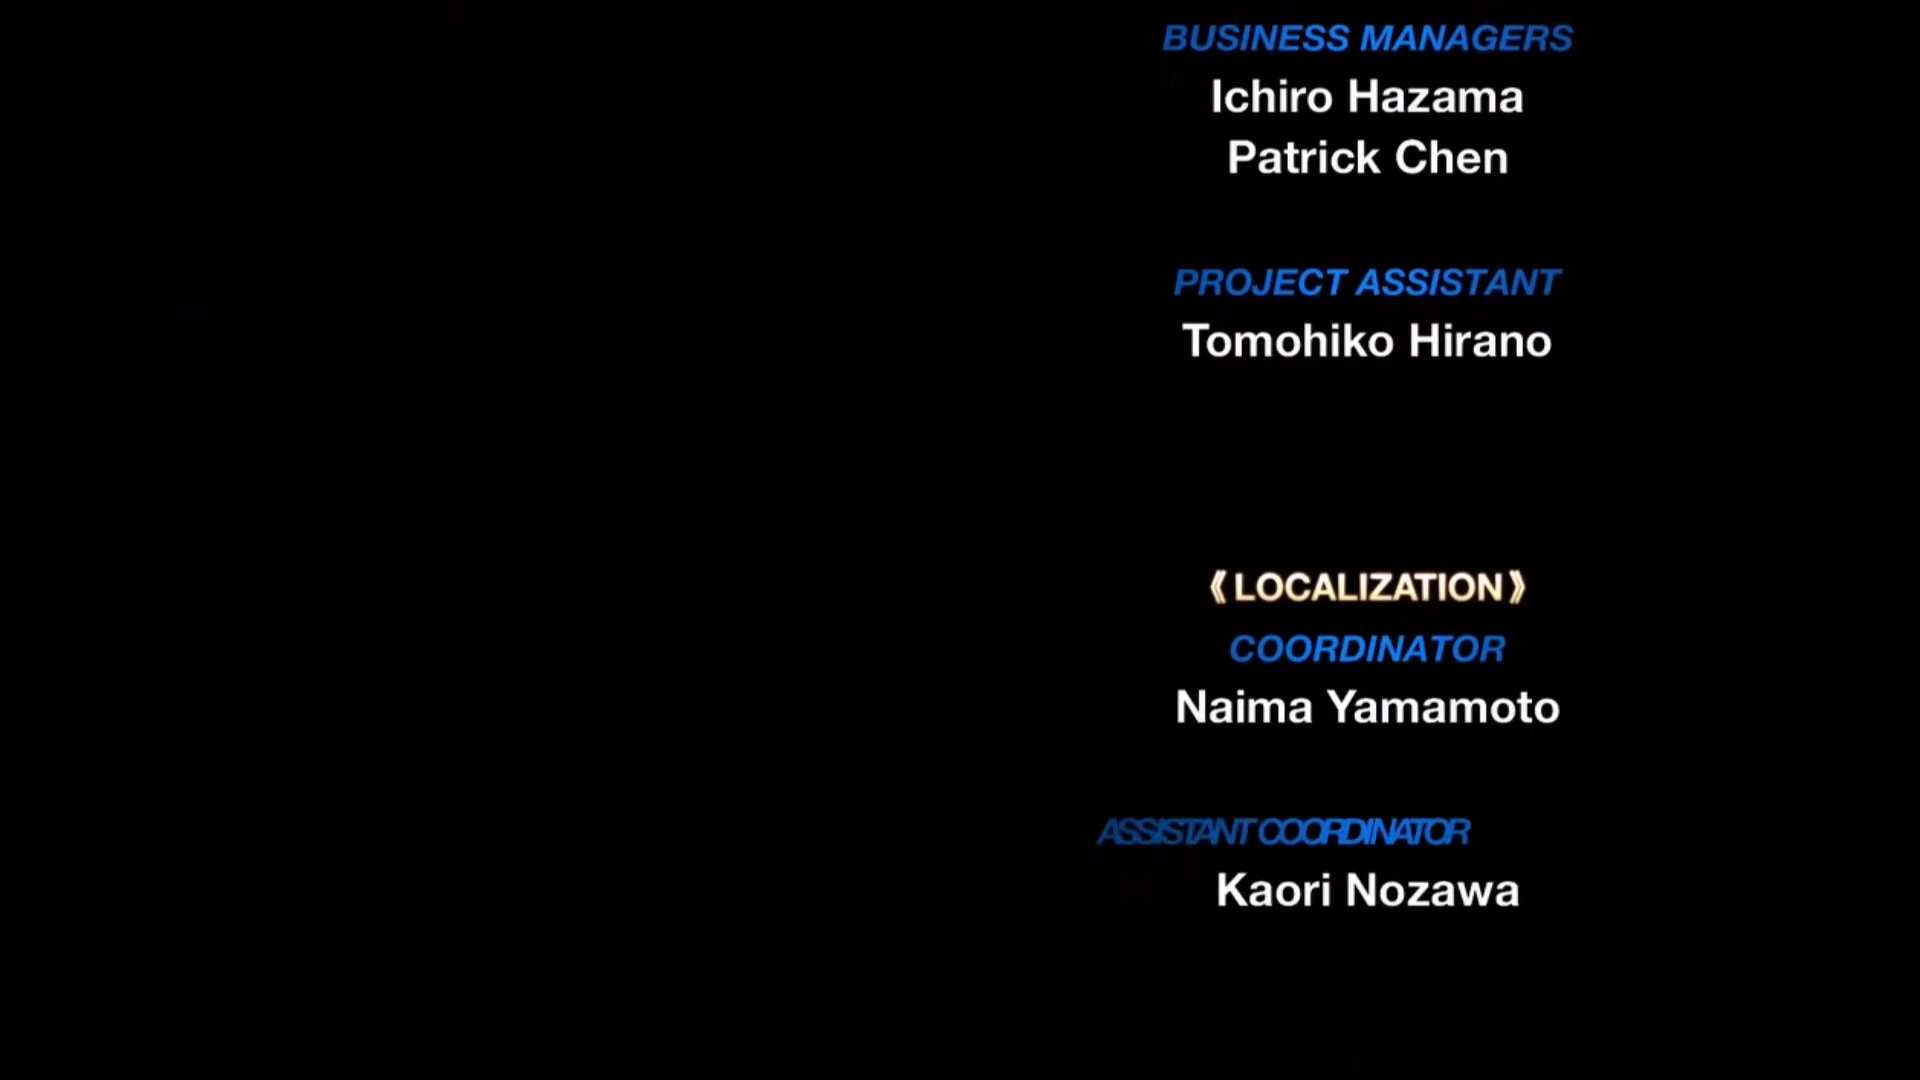 BUSINESS MANAGERS
Ichiro Hazama
Patrick Chen
PROJECT ASSISTANT
Tomohiko Hirano
《LOCALIZATION》
COORDINATOR
Naima Yamamoto
ASSISTANT COORDINATOR
Kaori Nozawa